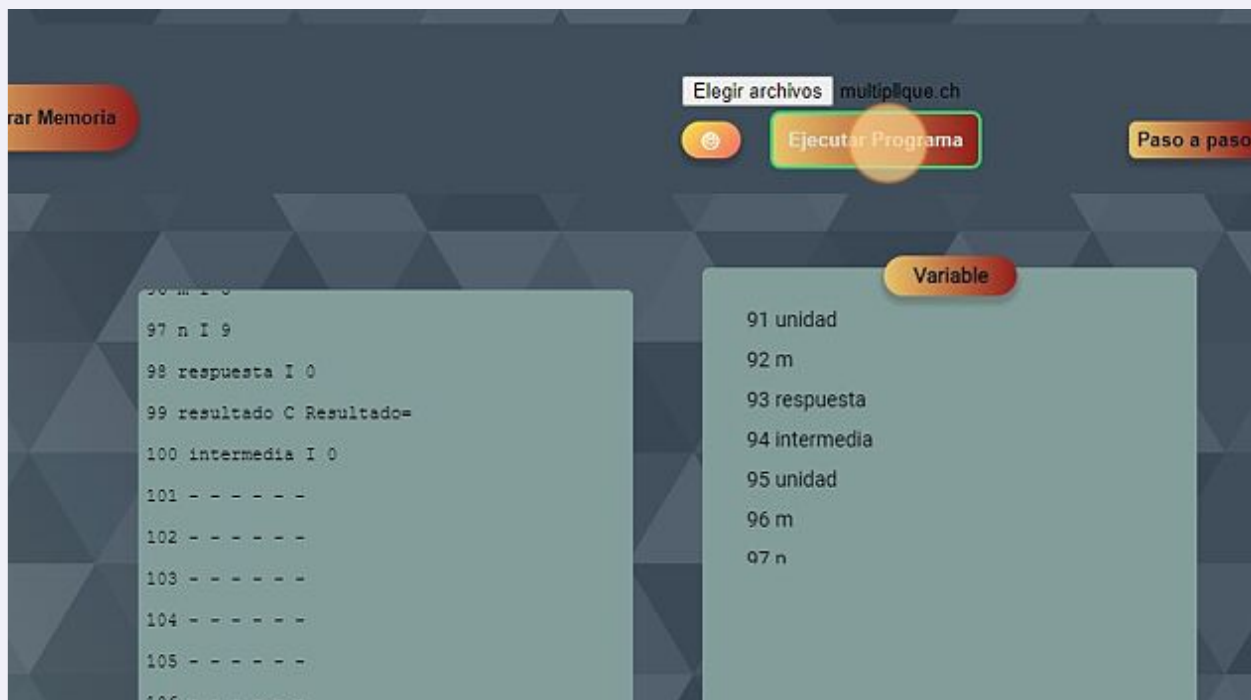 rar Memoria
Elegir archivos multiplique.ch
Ejecutar Programa
Paso a paso
97 n I 9
98 respuesta I 0
99 resultado C Resultado=
100 intermedia I 0
101 - - - - - -
102 - - - - - -
103 - - - - - -
104 - - - - - -
105 - - - - - -
Variable
91 unidad
92 m
93 respuesta
94 intermedia
95 unidad
96 m
97 n